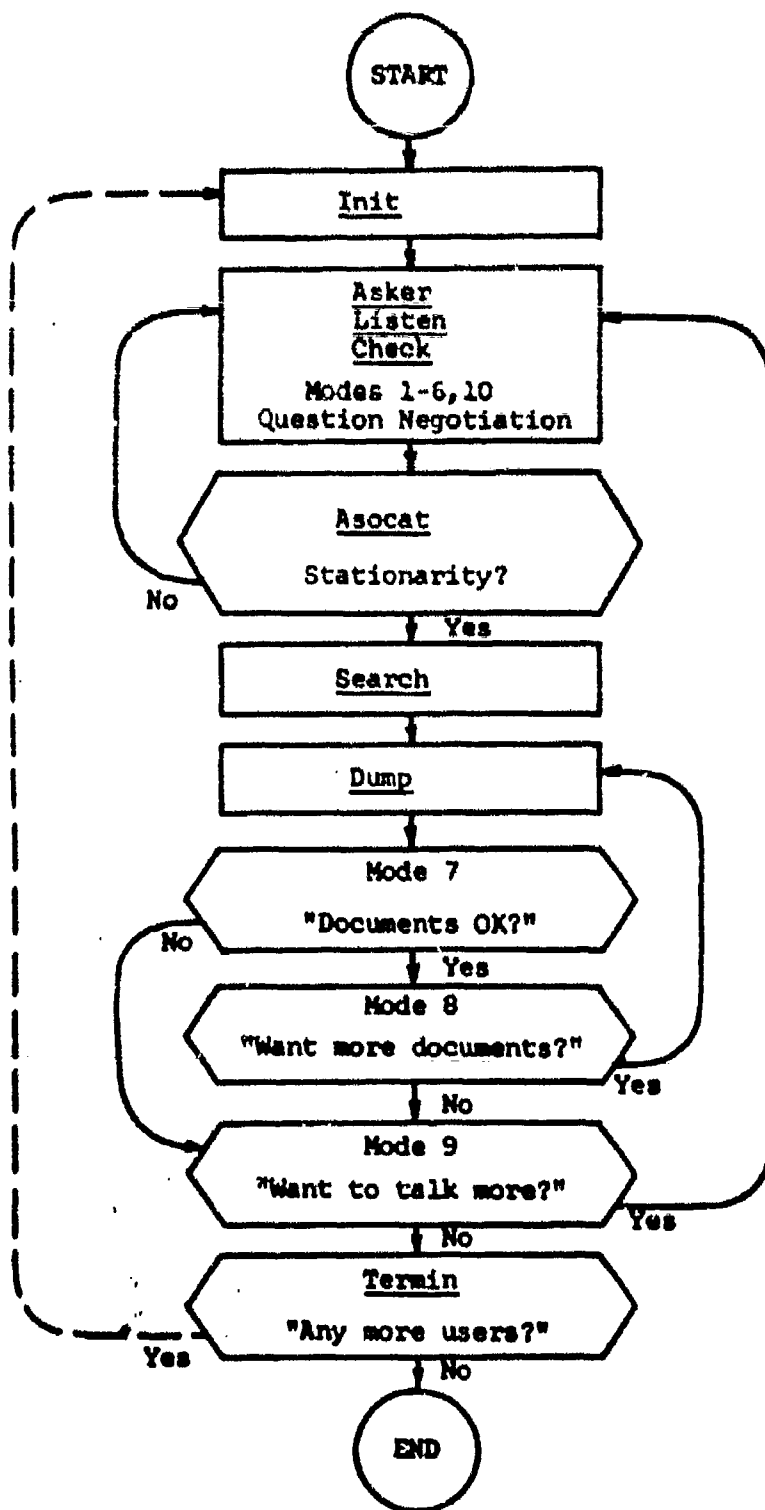 START
Init
Asker
Listen
Check
Modes 1-6,10
Question Negotiation
Asocat
Stationarity?
No
Yes
Search
Dump
Mode 7
"Documents OK?"
No
Yes
Mode 8
"Want more documents?"
Yes
No
Mode 9
"Want to talk more?"
Yes
No
Termin
"Any more users?"
Yes
No
END